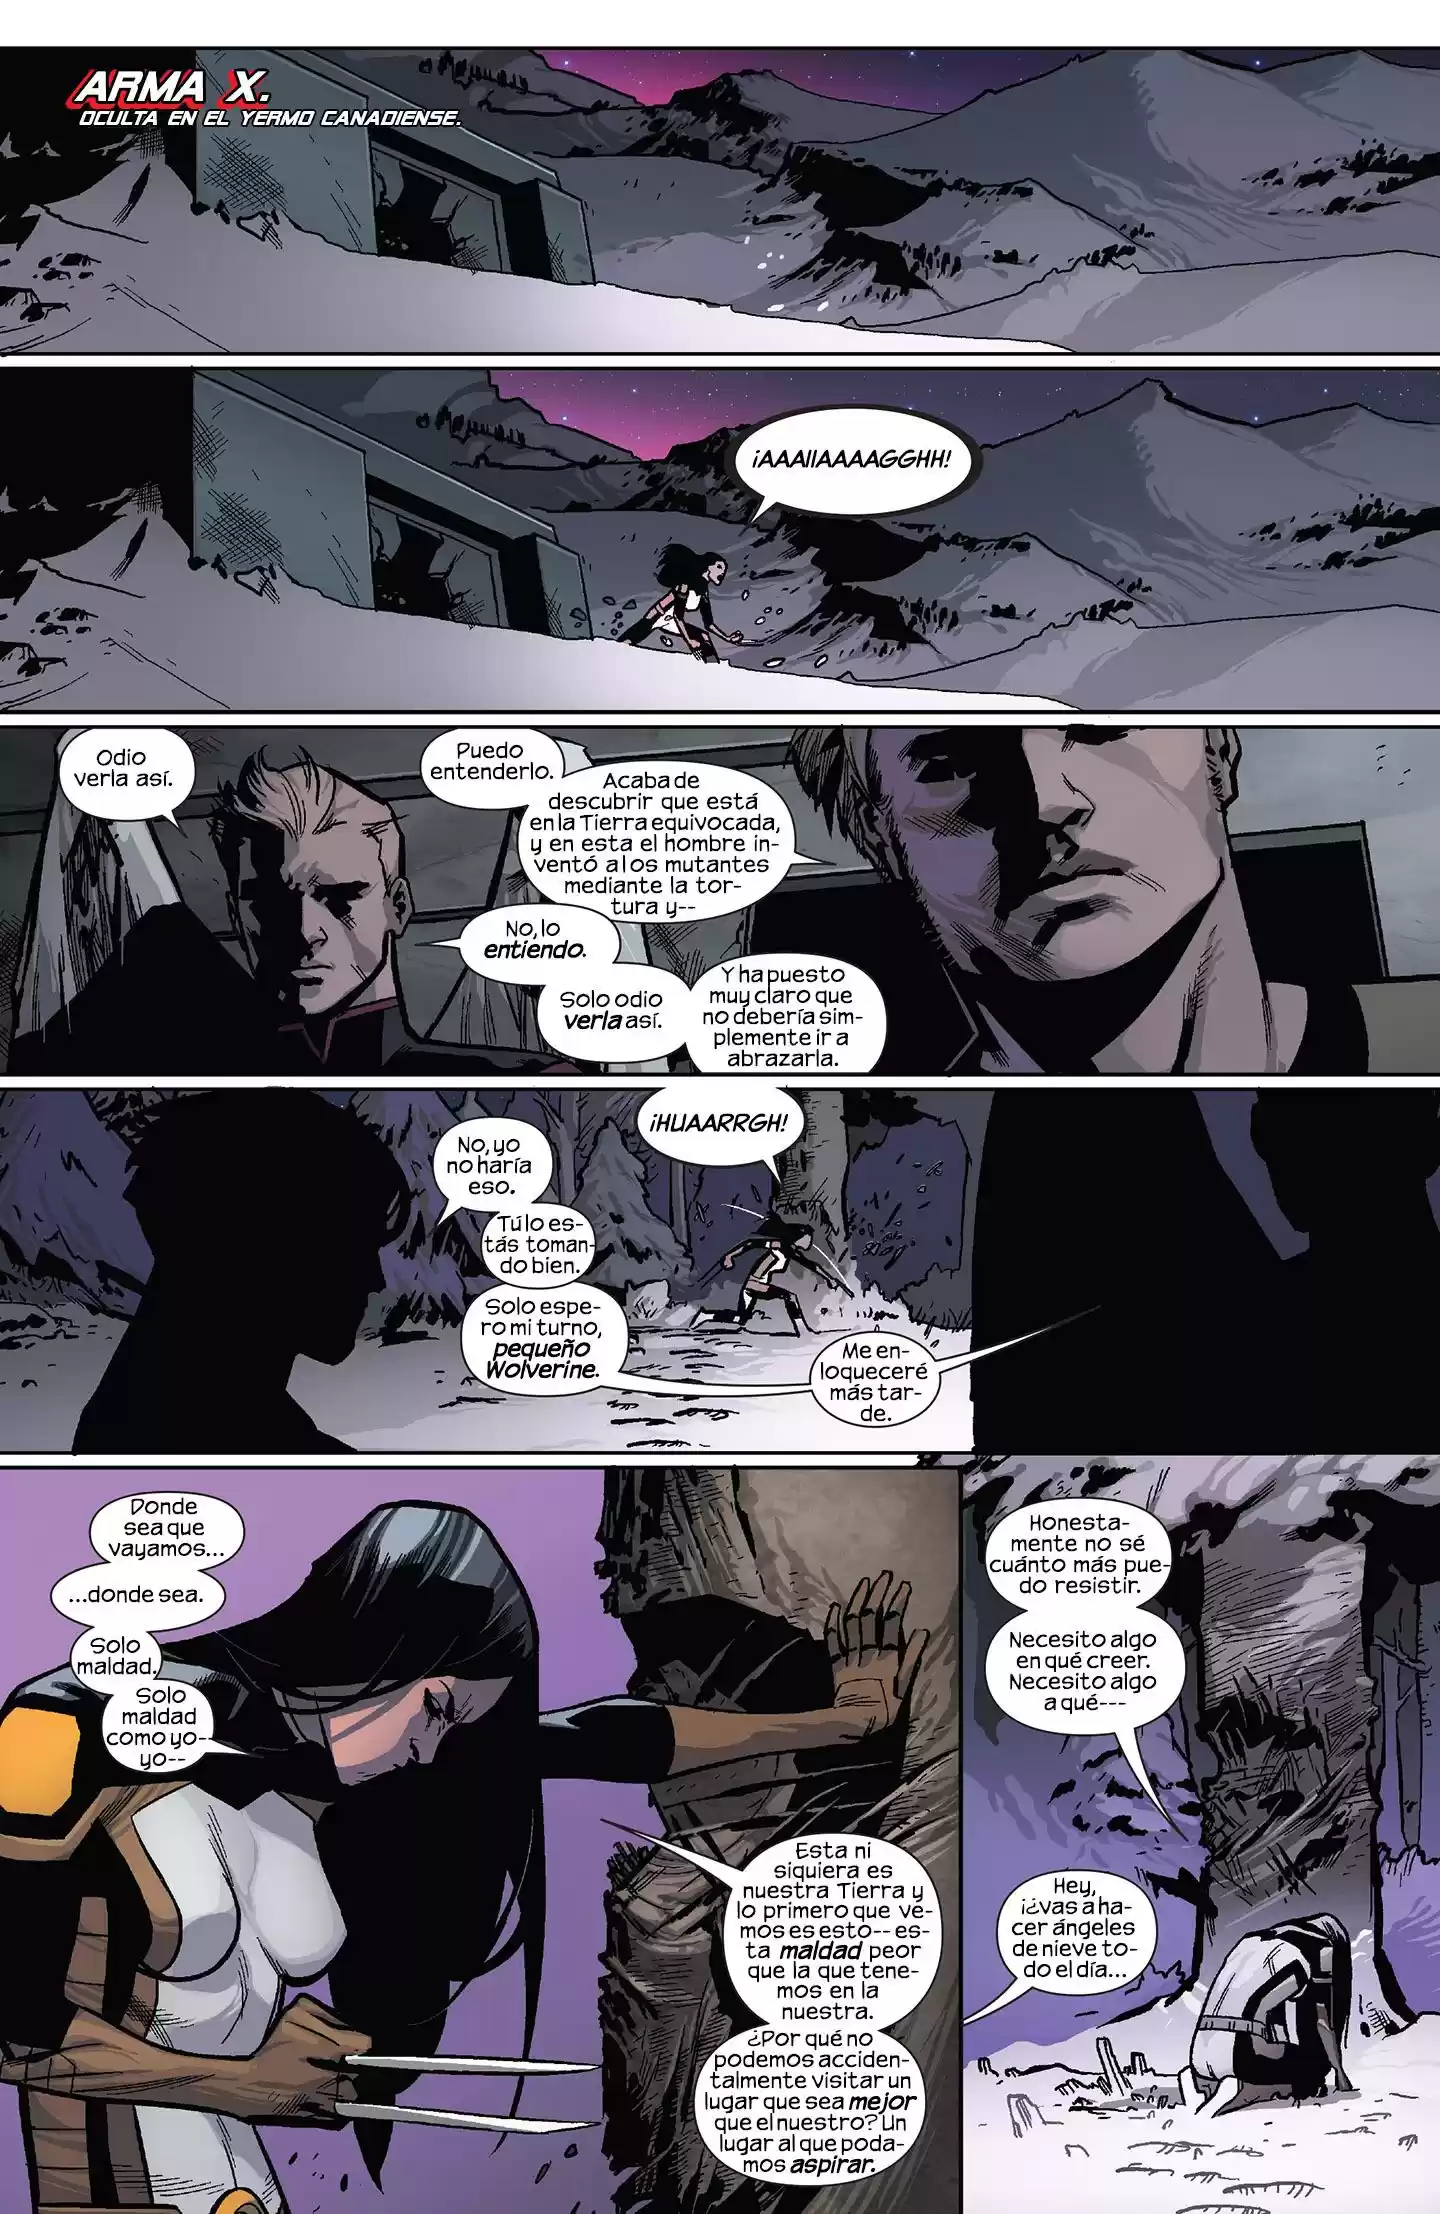 ARMA X.
OCULTA EN EL YERMO CANADIENSE.
¡AAAIIAAAAGGHH!
Odio
verla así.
Puedo
entenderlo.
Acaba de
descubrir que está
en la Tierra equivocada,
y en esta el hombre in-
ventó a los mutantes
mediante la tor-
tura y--
No, lo
entiendo.
Solo odio
verla así.
Y ha puesto
muy claro que
no debería sim-
plemente ir a
abrazarla.
¡HUAARRGH!
No, yo
no haría
eso.
Tú lo es-
tás toman-
do bien.
Solo espe-
ro mi turno,
pequeño
Wolverine.
Me en-
loqueceré
más tar-
de.
Donde
sea que
vayamos...
...donde sea.
Solo
maldad.
Solo
maldad
como yo--
yo--
Esta ni
siquiera es
nuestra Tierra y
lo primero que ve-
mos es esto-- es-
ta maldad peor
que la que tene-
mos en la
nuestra.
¿Por qué no
podemos acciden-
talmente visitar un
lugar que sea mejor
que el nuestro? Un
lugar al que poda-
mos aspirar.
Honesta-
mente no sé
cuánto más pue-
do resistir.
Necesito algo
en qué creer.
Necesito algo
a qué---
Hey,
¡¿vas a ha-
cer ángeles
de nieve to-
do el día...